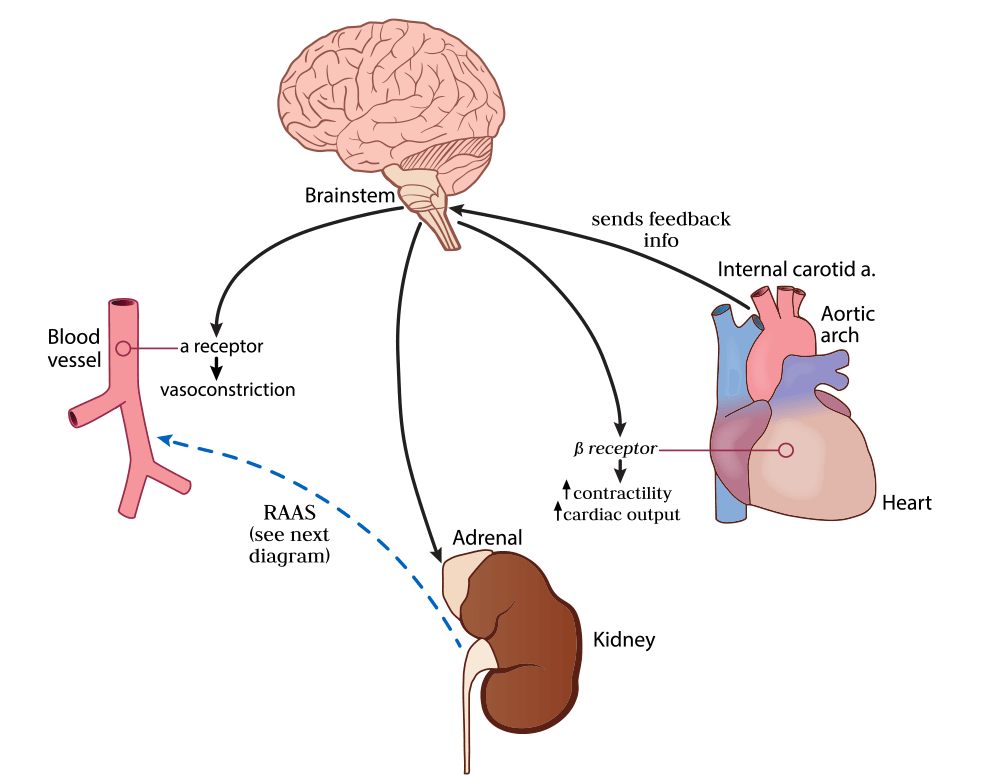 Brainstem
sends feedback
info
Internal carotid a.
Aortic
arch
Blood
vessel
a receptor
vasoconstriction
β receptor
contractility
cardiac output
Heart
RAAS
(see next
diagram)
Adrenal
Kidney